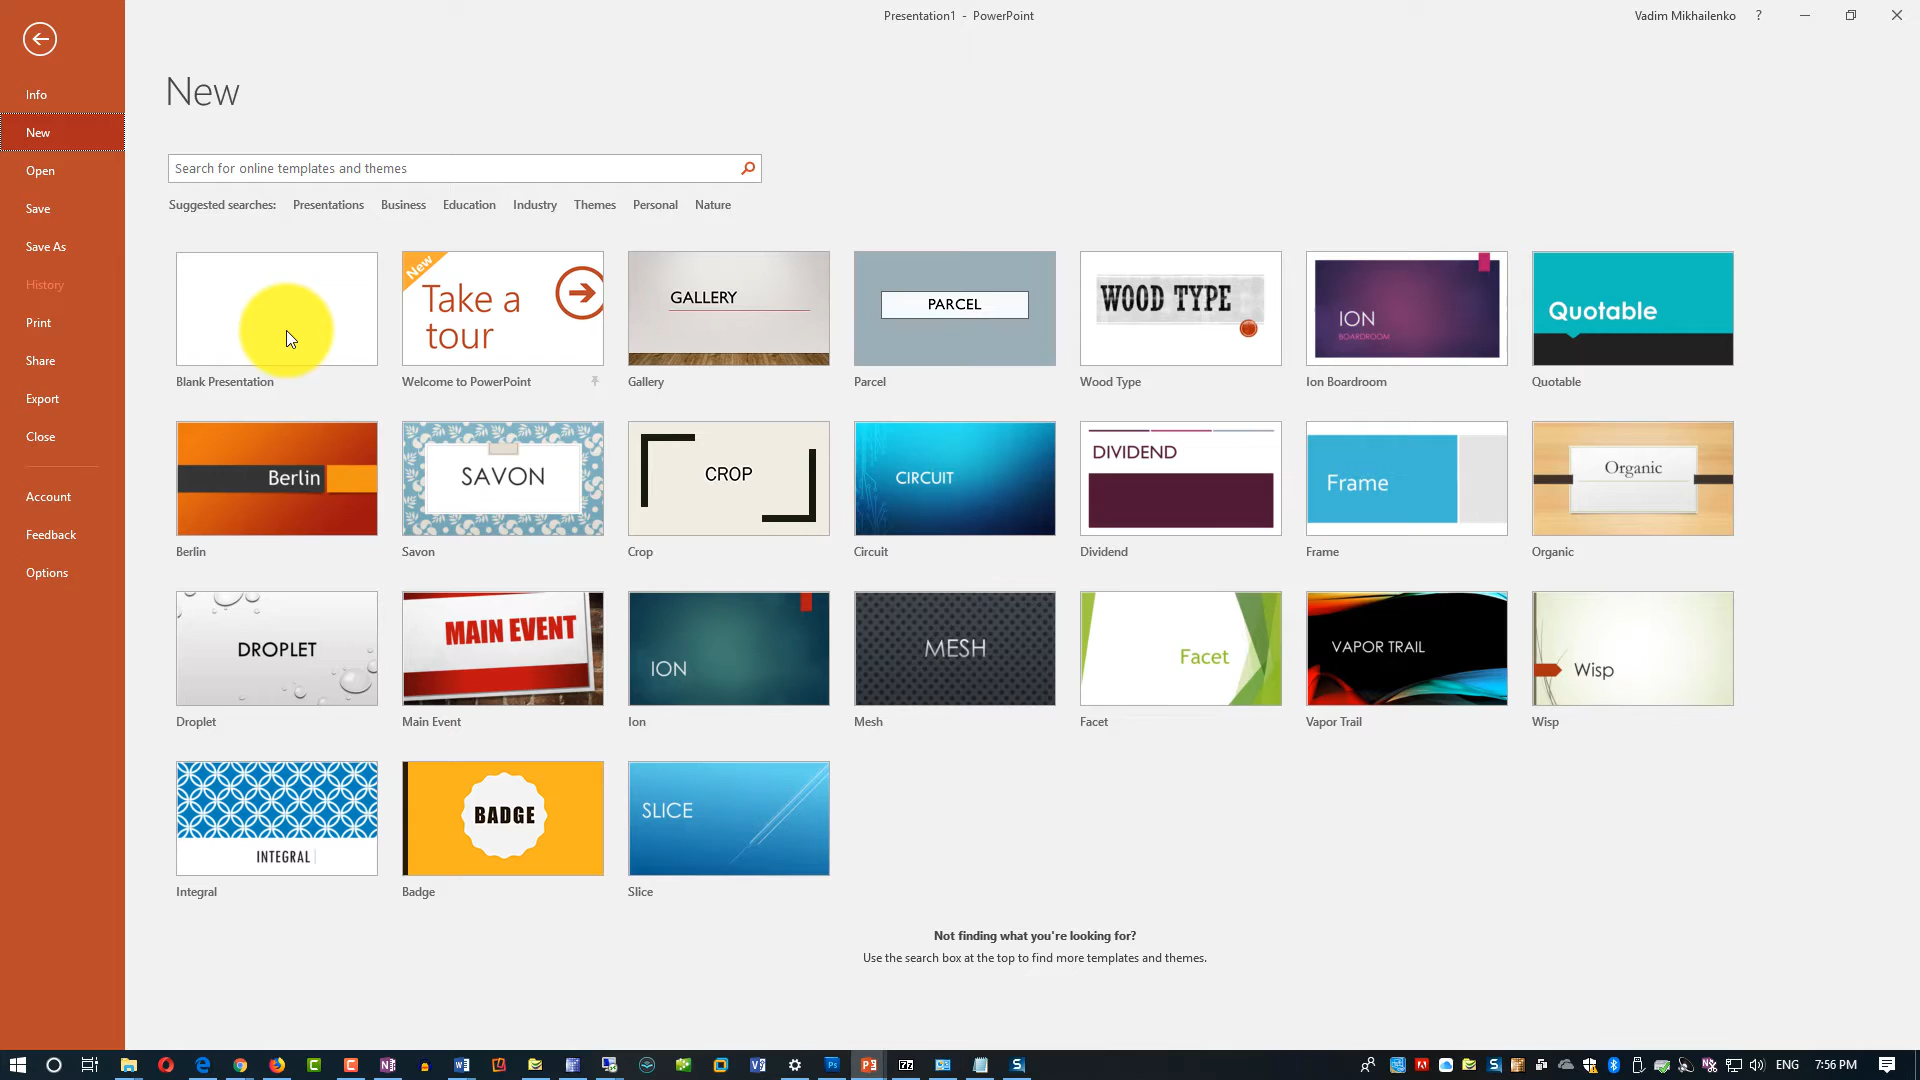 Presentation1 - PowerPoint
Vadim Mikhailenko
?
Info
New
Open
Save
Save As
History
Print
Share
Export
Close
Account
Feedback
Options
New
Search for online templates and themes
Suggested searches: Presentations Business Education Industry Themes Personal Nature
New
Take a
tour
GALLERY
PARCEL
WOOD TYPE
ION
BOARDROOM
Quotable
Blank Presentation
Welcome to PowerPoint
Gallery
Parcel
Wood Type
Ion Boardroom
Quotable
Berlin
SAVON
CROP
CIRCUIT
DIVIDEND
Frame
Organic
Berlin
Savon
Crop
Circuit
Dividend
Frame
Organic
DROPLET
MAIN EVENT
ION
MESH
Facet
VAPOR TRAIL
Wisp
Droplet
Main Event
Ion
Mesh
Facet
Vapor Trail
Wisp
INTEGRAL
BADGE
SLICE
Integral
Badge
Slice
Not finding what you're looking for?
Use the search box at the top to find more templates and themes.
ENG
7:56 PM